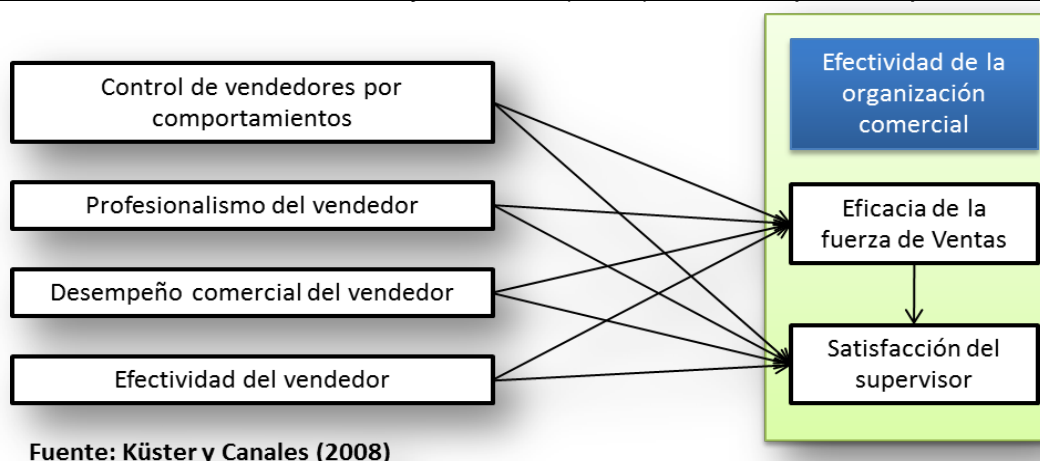 Control de vendedores por
comportamientos
Profesionalismo del vendedor
Desempeño comercial del vendedor
Efectividad del vendedor
Efectividad de la
organización
comercial
Eficacia de la
fuerza de Ventas
Satisfacción del
supervisor
Fuente: Küster y Canales (2008)